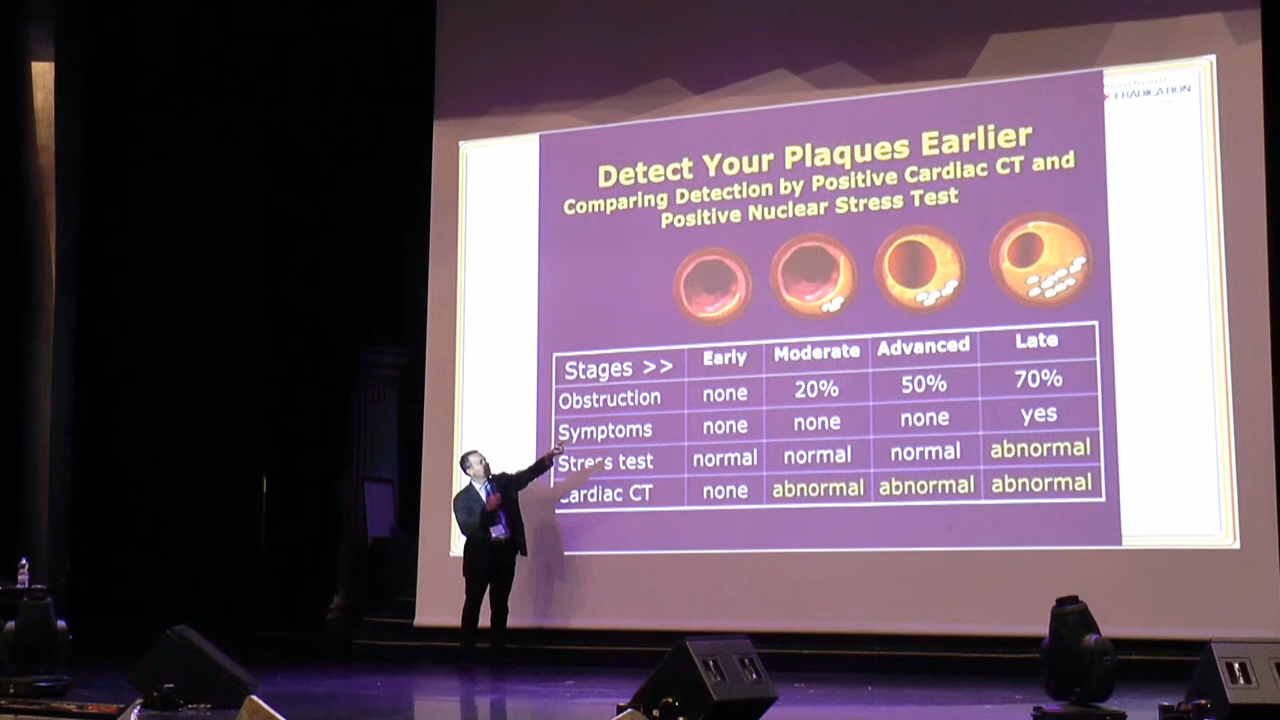 ERADICATION
Detect Your Plaques Earlier
Comparing Detection by Positive Cardiac CT and
Positive Nuclear Stress Test
Stages >> Early Moderate Advanced Late
Obstruction none 20% 50% 70%
Symptoms none none none yes
Stress test normal normal normal abnormal
Cardiac CT none abnormal abnormal abnormal